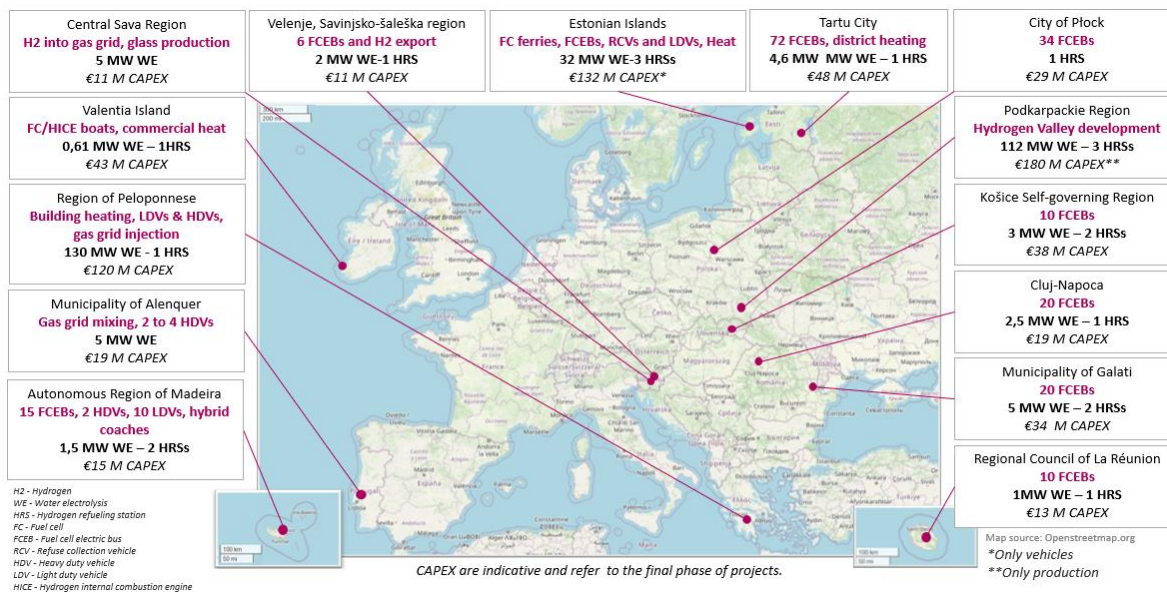 Central Sava Region
H2 into gas grid, glass production
5 MW WE
€11 M CAPEX
Velenje, Savinjsko-šaleška region
6 FCEBs and H2 export
2 MW WE-1 HRS
€11 M CAPEX
Estonian Islands
FC ferries, FCEBs, RCVs and LDVs, Heat
32 MW WE-3 HRSs
€132 M CAPEX*
Tartu City
72 FCEBs, district heating
4,6 MW MW WE – 1 HRS
€48 M CAPEX
City of Płock
34 FCEBs
1 HRS
€29 M CAPEX
Valentia Island
FC/HICE boats, commercial heat
0,61 MW WE – 1HRS
€43 M CAPEX
Podkarpackie Region
Hydrogen Valley development
112 MW WE – 3 HRSs
€180 M CAPEX**
Region of Peloponnese
Building heating, LDVs & HDVs,
gas grid injection
130 MW WE - 1 HRS
€120 M CAPEX
Košice Self-governing Region
10 FCEBs
3 MW WE – 2 HRSs
€38 M CAPEX
Municipality of Alenquer
Gas grid mixing, 2 to 4 HDVs
5 MW WE
€19 M CAPEX
Cluj-Napoca
20 FCEBs
2,5 MW WE – 1 HRS
€19 M CAPEX
Autonomous Region of Madeira
15 FCEBs, 2 HDVs, 10 LDVs, hybrid
coaches
1,5 MW WE – 2 HRSs
€15 M CAPEX
Municipality of Galati
20 FCEBs
5 MW WE – 2 HRSs
€34 M CAPEX
Regional Council of La Réunion
10 FCEBs
1MW WE – 1 HRS
€13 M CAPEX
H2 - Hydrogen
WE - Water electrolysis
HRS - Hydrogen refueling station
FC - Fuel cell
FCEB - Fuel cell electric bus
RCV - Refuse collection vehicle
HDV - Heavy duty vehicle
LDV - Light duty vehicle
HICE - Hydrogen internal combustion engine
200 mi
100 km
50 mi
100 km
50 mi
CAPEX are indicative and refer to the final phase of projects.
Map source: Openstreetmap.org
*Only vehicles
**Only production